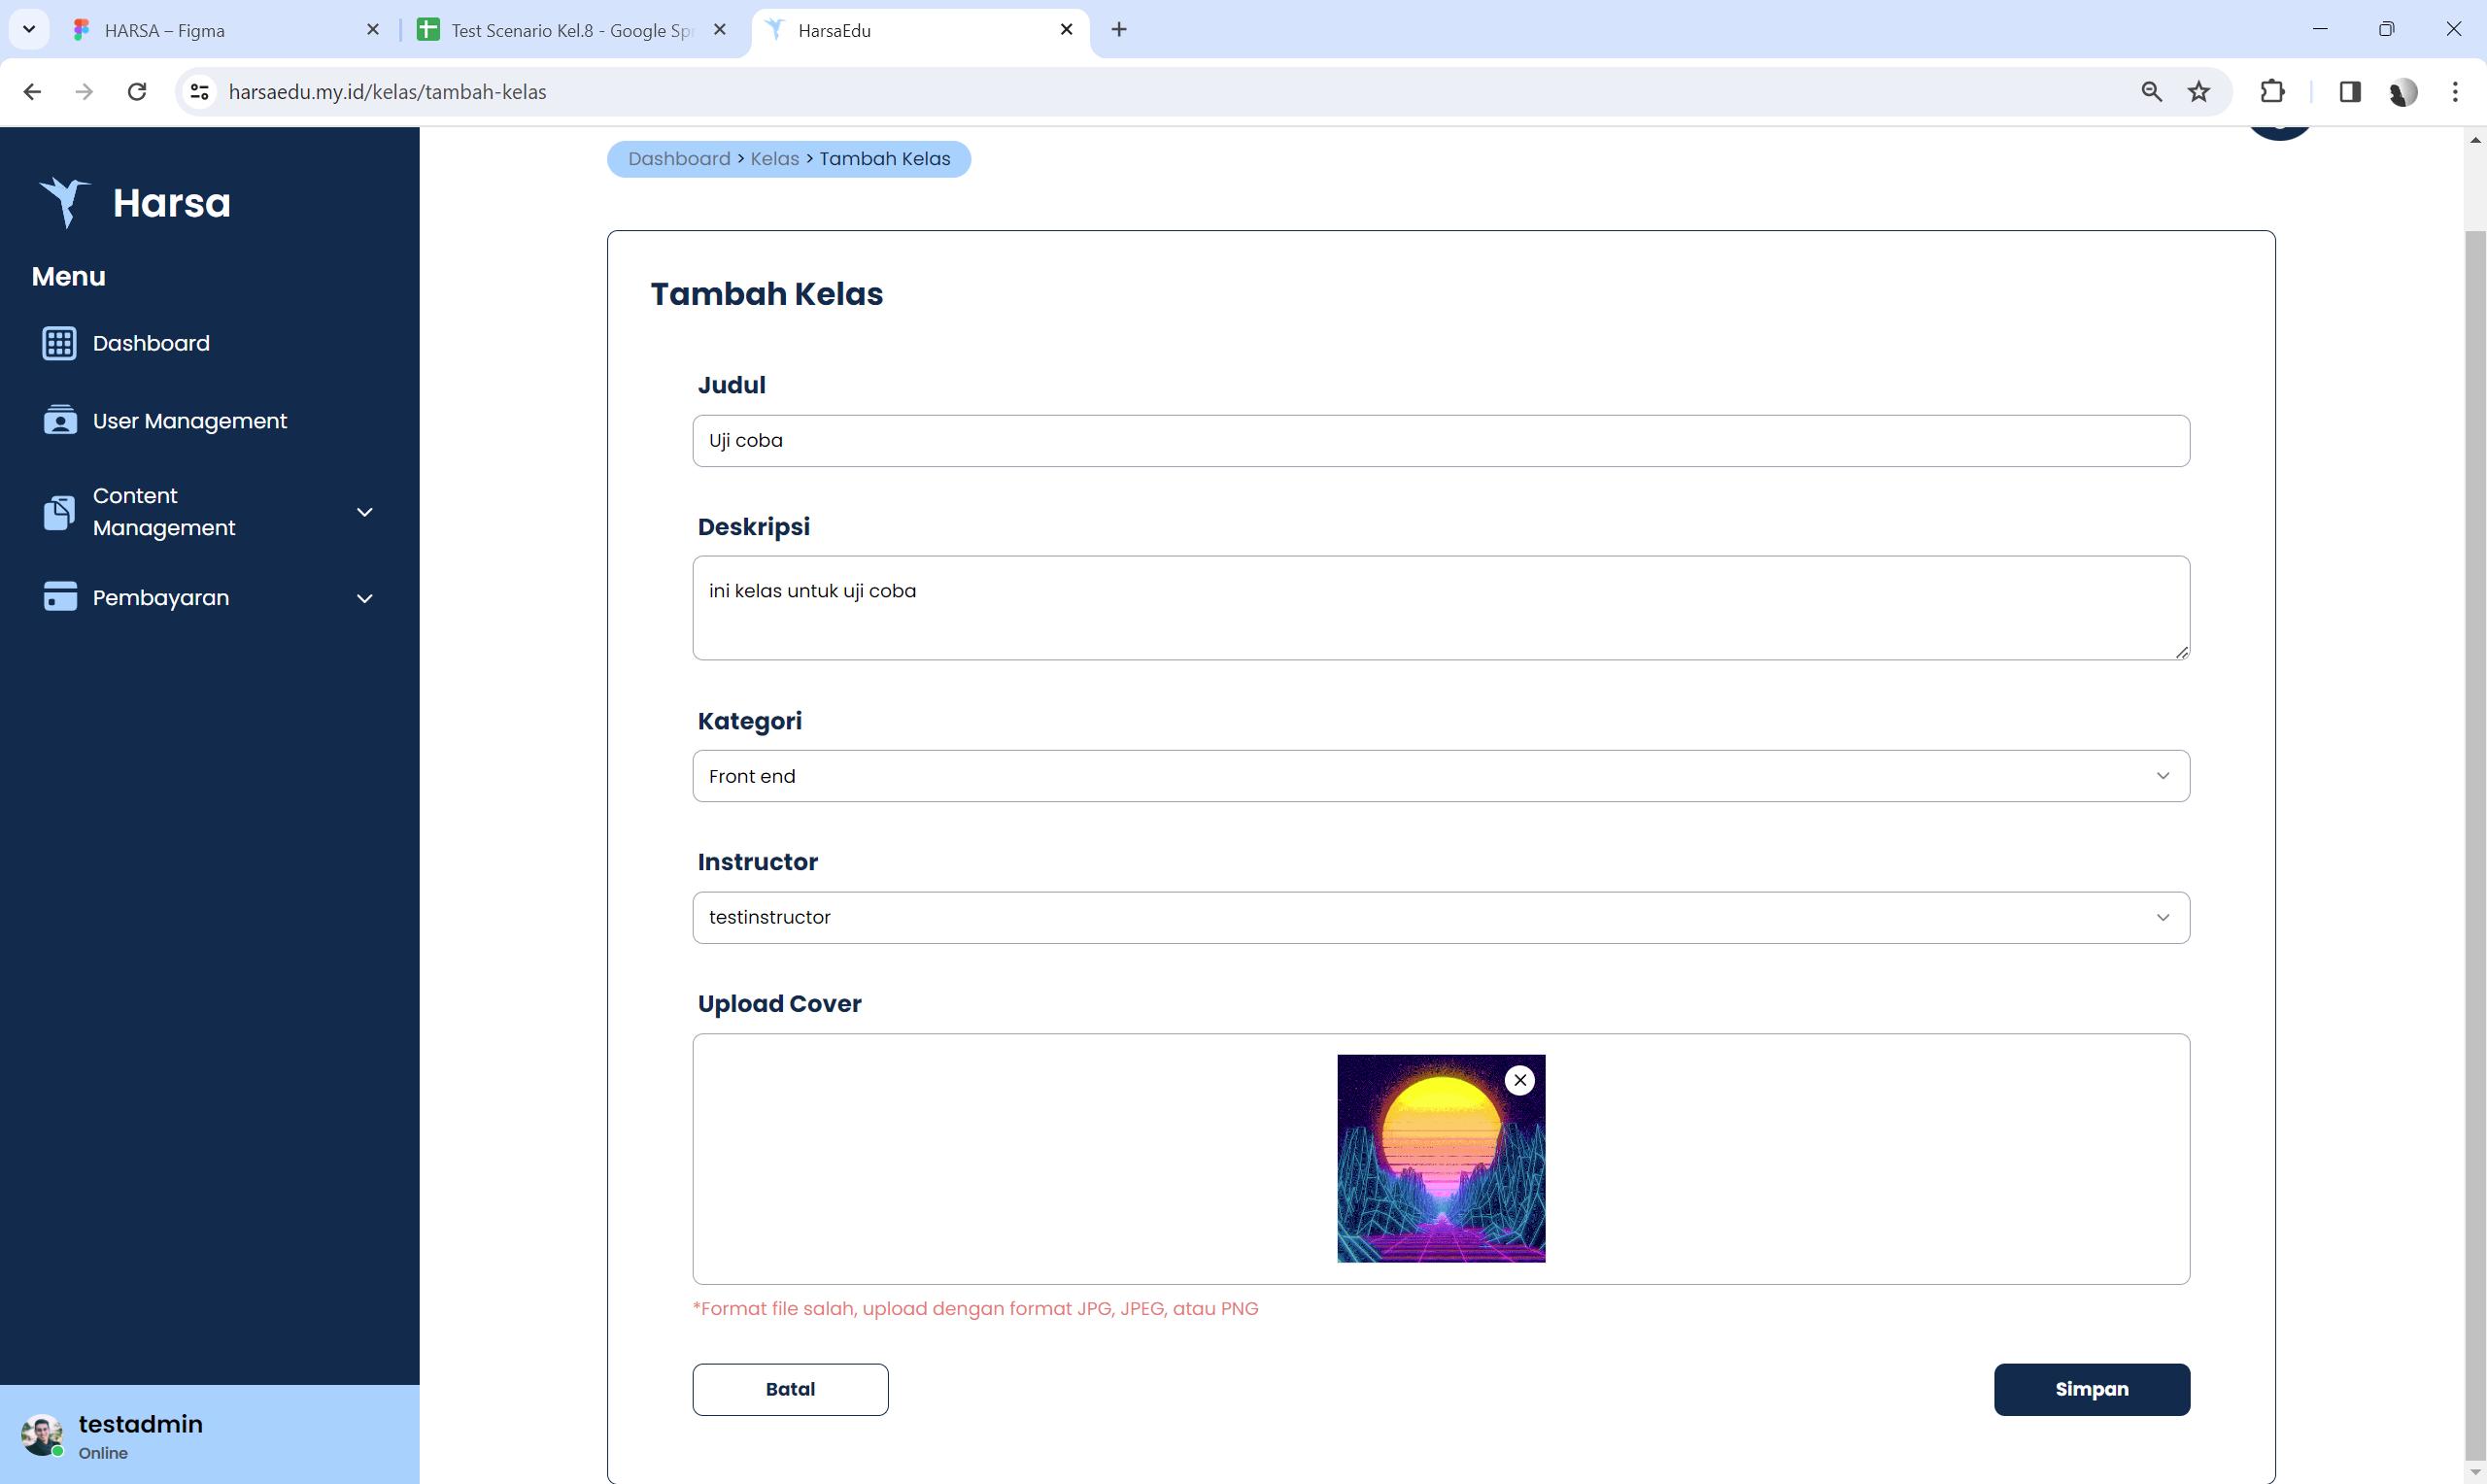 HARSA – Figma
Test Scenario Kel.8 - Google Spr
HarsaEdu
harsaedu.my.id/kelas/tambah-kelas
Harsa
Menu
Dashboard
User Management
Content
Management
Pembayaran
testadmin
Online
Dashboard > Kelas > Tambah Kelas
Tambah Kelas
Judul
Uji coba
Deskripsi
ini kelas untuk uji coba
Kategori
Front end
Instructor
testinstructor
Upload Cover
*Format file salah, upload dengan format JPG, JPEG, atau PNG
Batal
Simpan